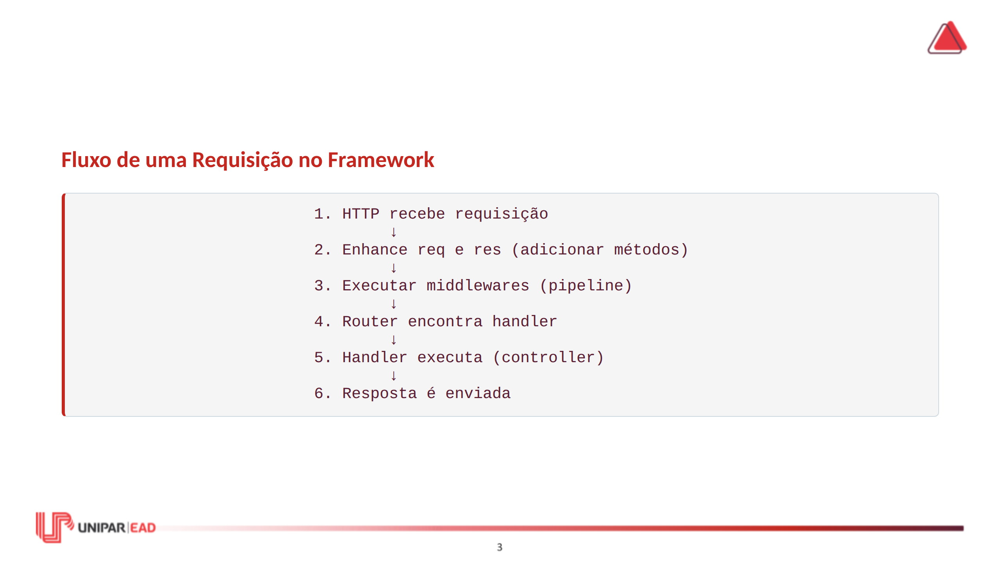 Fluxo de uma Requisição no Framework
1. HTTP recebe requisição
↓
2. Enhance req e res (adicionar métodos)
↓
3. Executar middlewares (pipeline)
↓
4. Router encontra handler
↓
5. Handler executa (controller)
↓
6. Resposta é enviada
UNIPAR|EAD
3